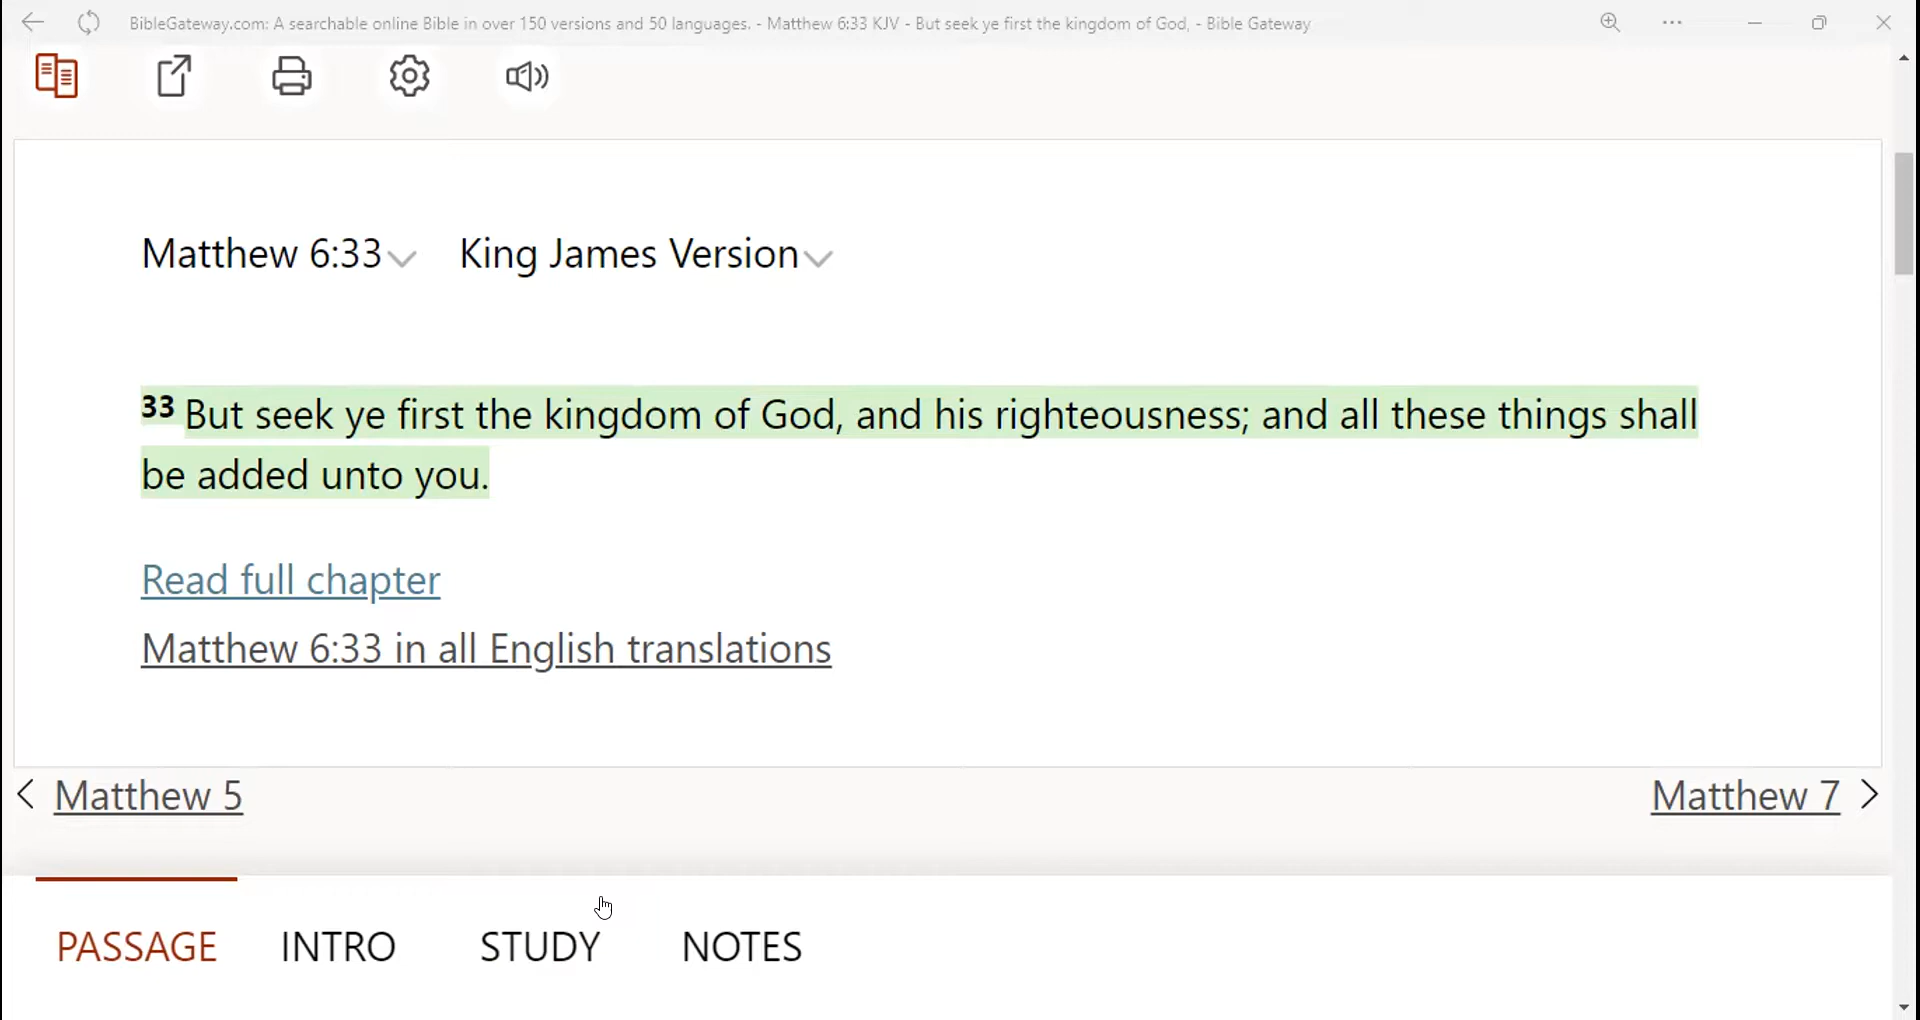 BibleGateway.com: A searchable online Bible in over 150 versions and 50 languages. - Matthew 6:33 KJV - But seek ye first the kingdom of God, - Bible Gateway
Matthew 6:33 King James Version
33 But seek ye first the kingdom of God, and his righteousness; and all these things shall
be added unto you.
Read full chapter
Matthew 6:33 in all English translations
Matthew 5 Matthew 7
PASSAGE INTRO STUDY NOTES